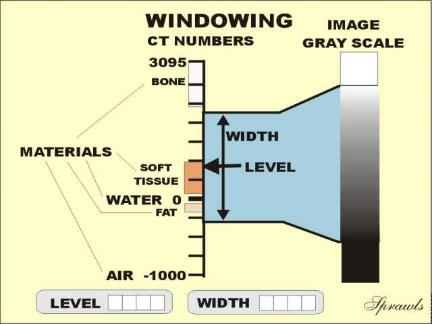 WINDOWING
CT NUMBERS
IMAGE
GRAY SCALE
3095
BONE
WIDTH
MATERIALS
SOFT
TISSUE
LEVEL
WATER 0
FAT
AIR -1000
LEVEL
WIDTH
Sprawls